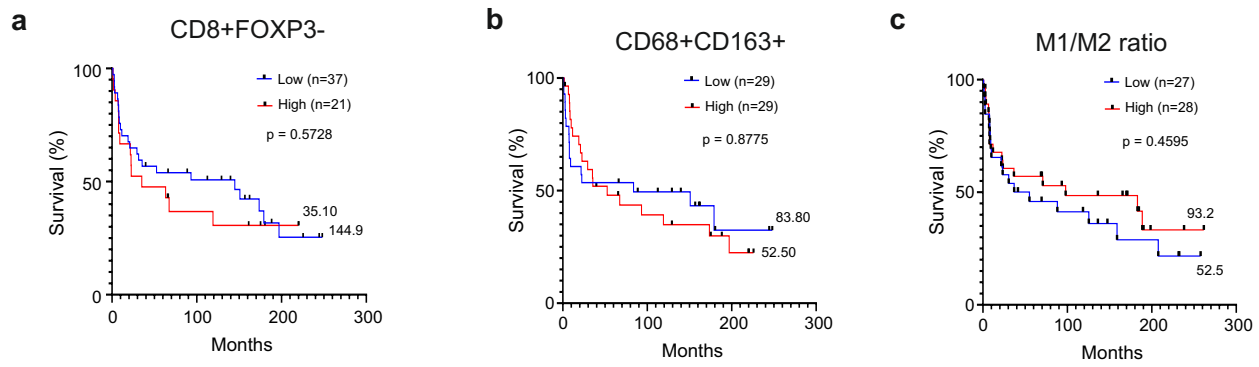 a
CD8+FOXP3-
Low (n=37)
High (n=21)
p = 0.5728
Survival (%)
100
50
0
35.10
144.9
0 100 200 300
Months
b
CD68+CD163+
Low (n=29)
High (n=29)
p = 0.8775
Survival (%)
100
50
0
83.80
52.50
0 100 200 300
Months
c
M1/M2 ratio
Low (n=27)
High (n=28)
p = 0.4595
Survival (%)
100
50
0
93.2
52.5
0 100 200 300
Months